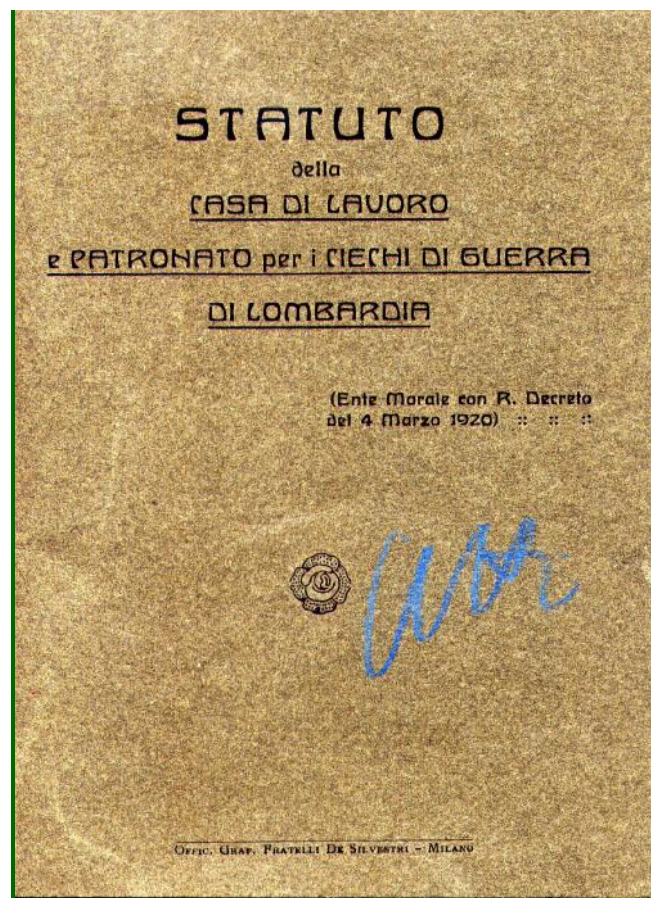 STATUTO
della
CASA DI LAVORO
e PATRONATO per i CIECHI DI GUERRA
DI LOMBARDIA
(Ente Morale con R. Decreto
del 4 Marzo 1920) :: :: ::
OFFIC. GRAF. FRATELLI DE SILVESTRI - MILANO